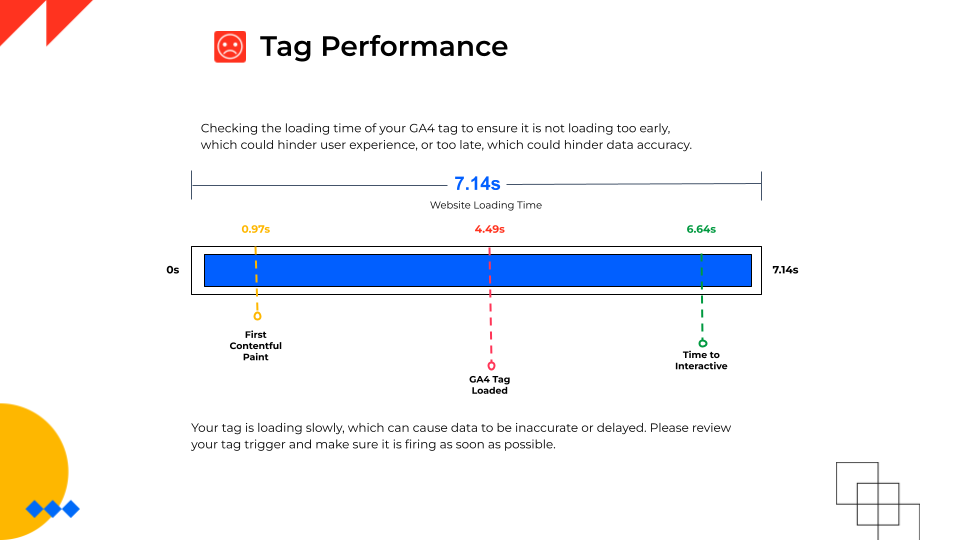 Tag Performance
Checking the loading time of your GA4 tag to ensure it is not loading too early,
which could hinder user experience, or too late, which could hinder data accuracy.
7.14s
Website Loading Time
0.97s
4.49s
6.64s
0s
7.14s
First
Contentful
Paint
GA4 Tag
Loaded
Time to
Interactive
Your tag is loading slowly, which can cause data to be inaccurate or delayed. Please review
your tag trigger and make sure it is firing as soon as possible.